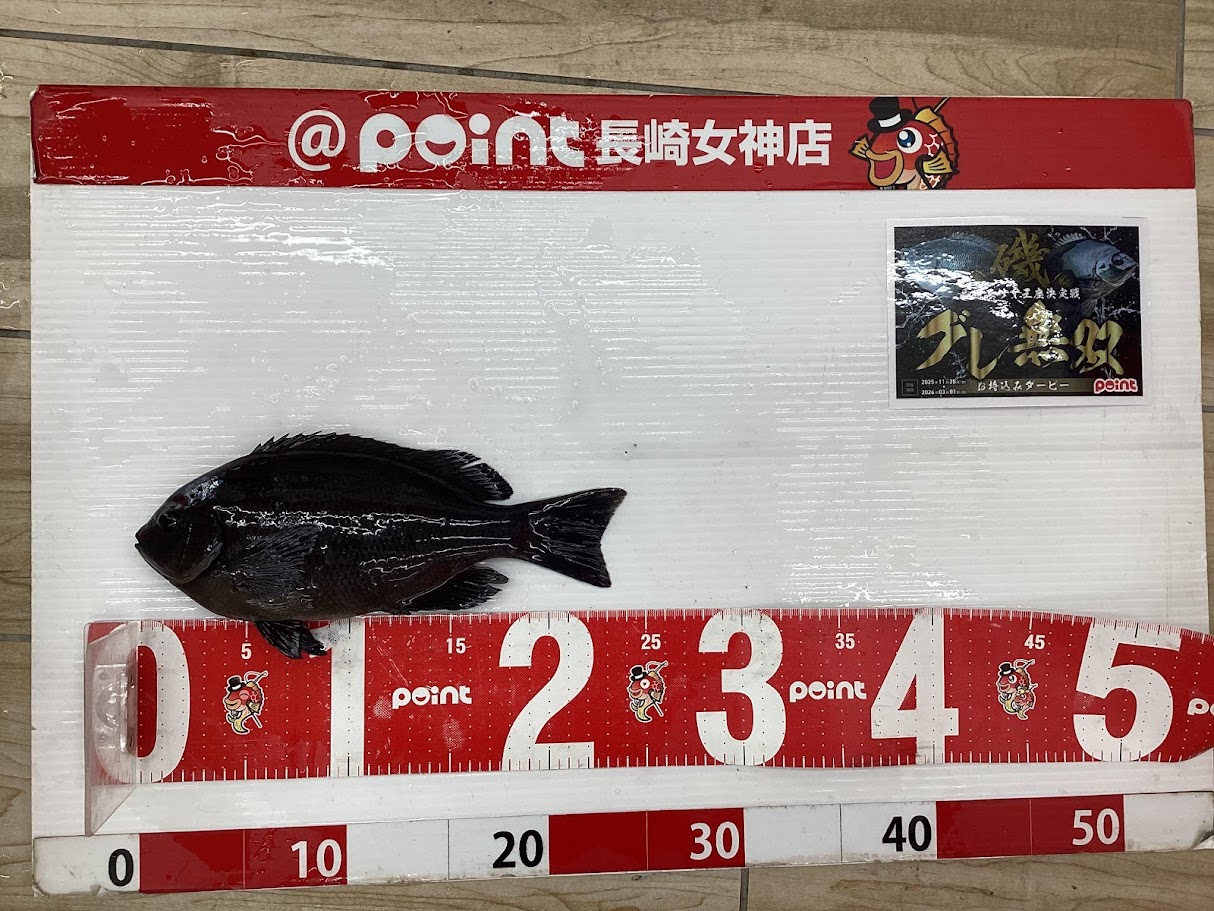 @point 長崎女神店
磯の
王座決定戦
グレ無双
お持込みダービー
point
0 5 1 15 2 25 3 35 4 45 5
point point
0 10 20 30 40 50